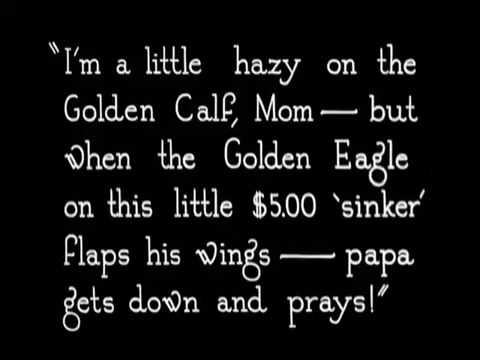 "I'm a little hazy on the
Golden Calf, Mom — but
when the Golden Eagle
on this little $5.00 'sinker'
flaps his wings — papa
gets down and prays!"